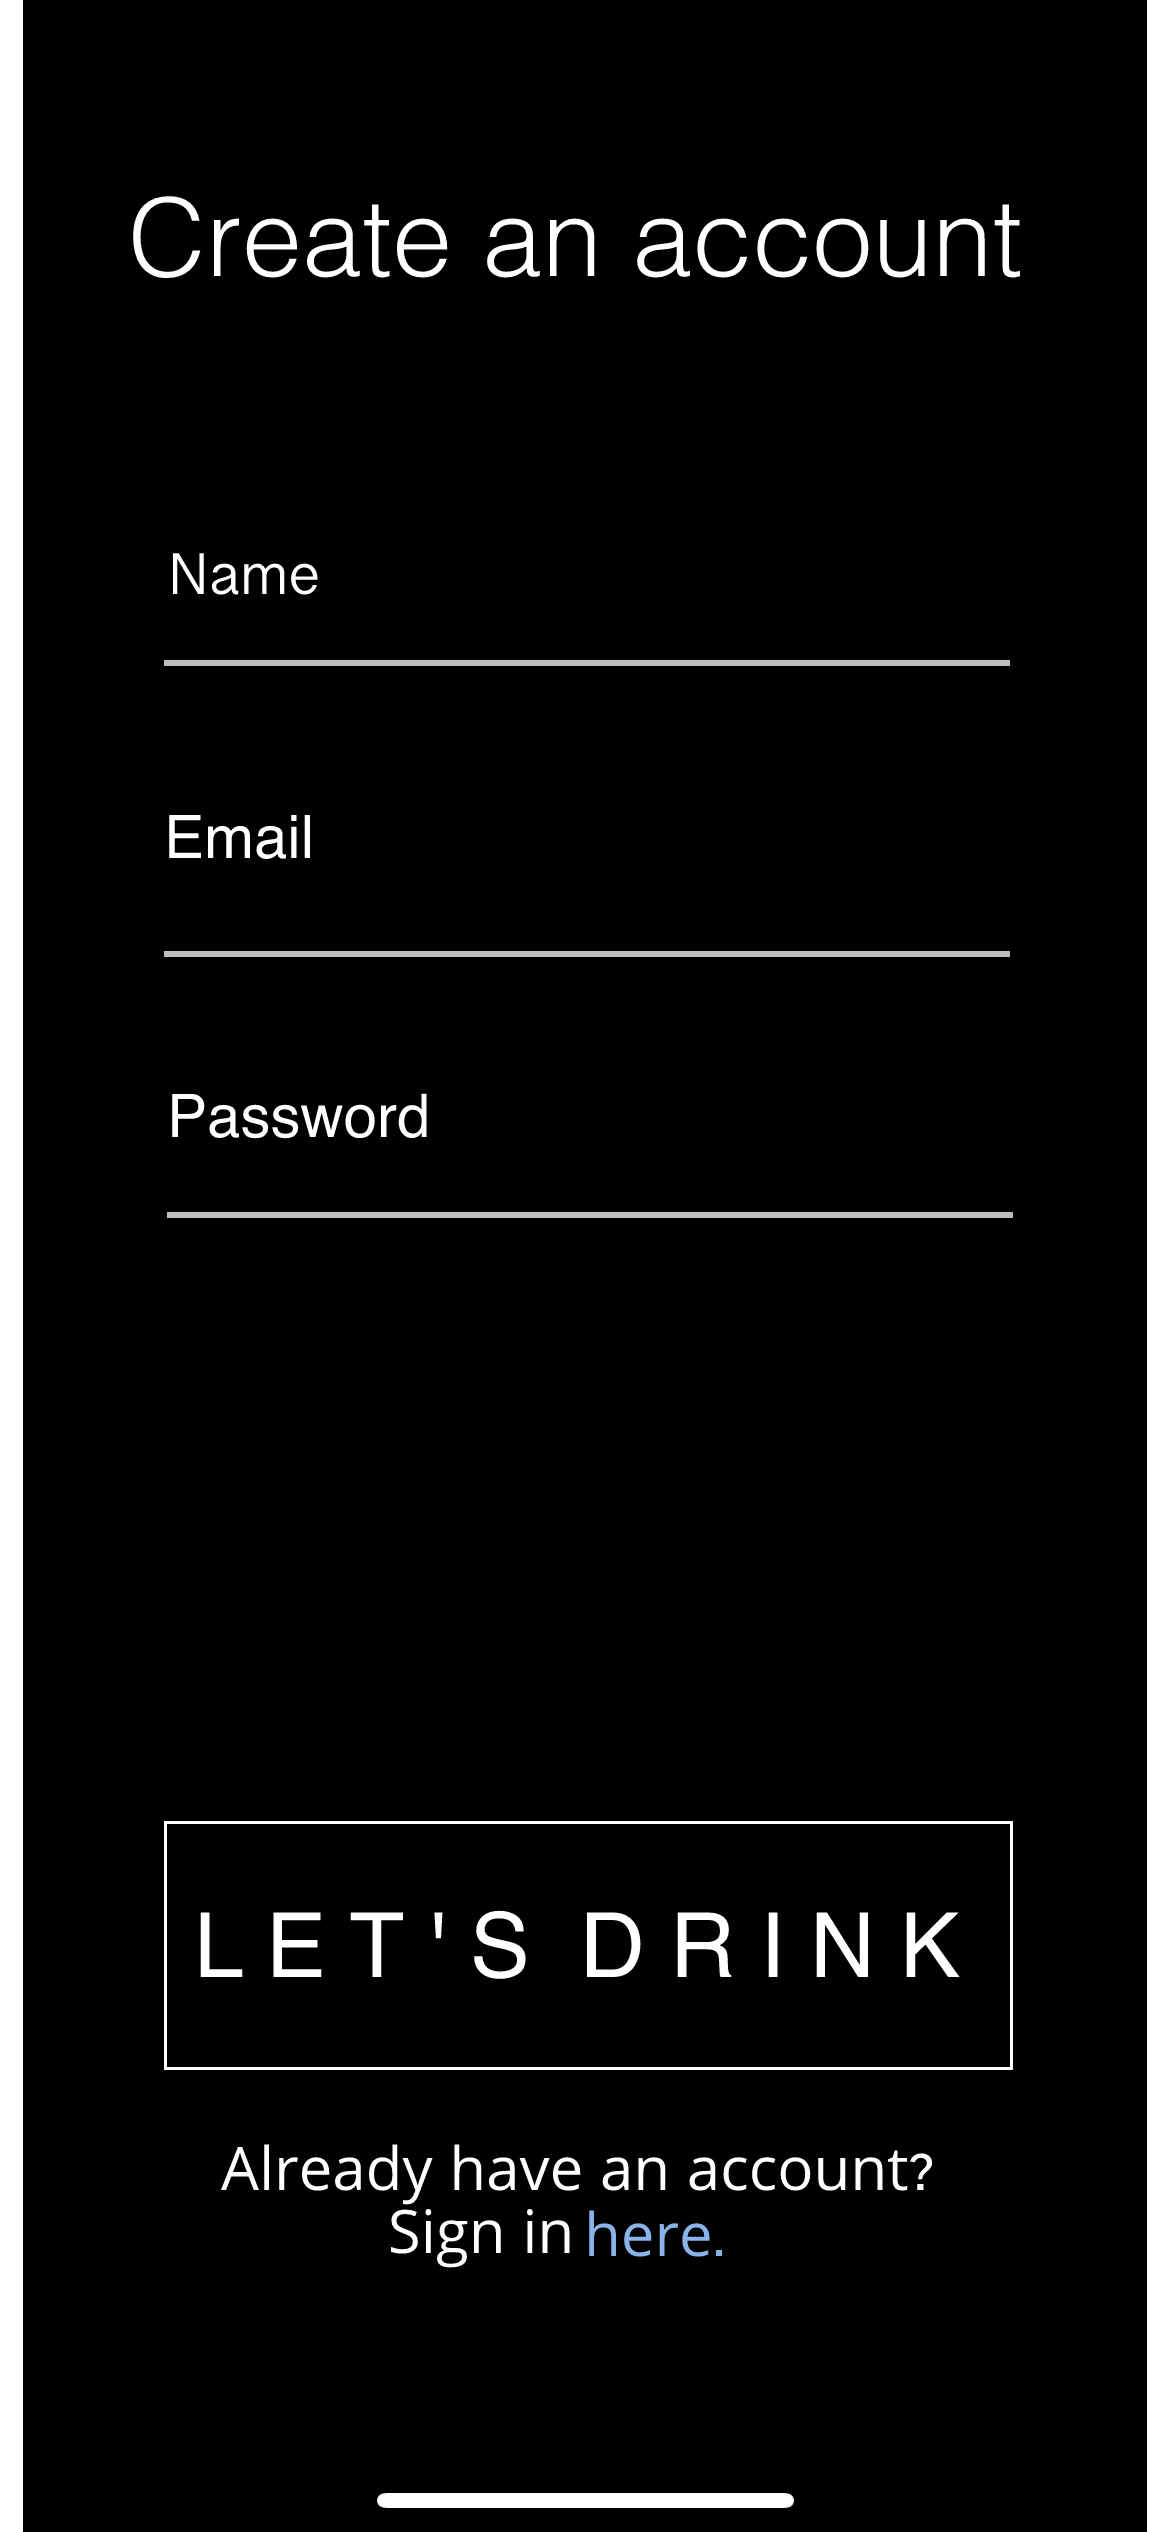 Create an account
Name
Email
Password
LET'S DRINK
Already have an account?
Sign in here.